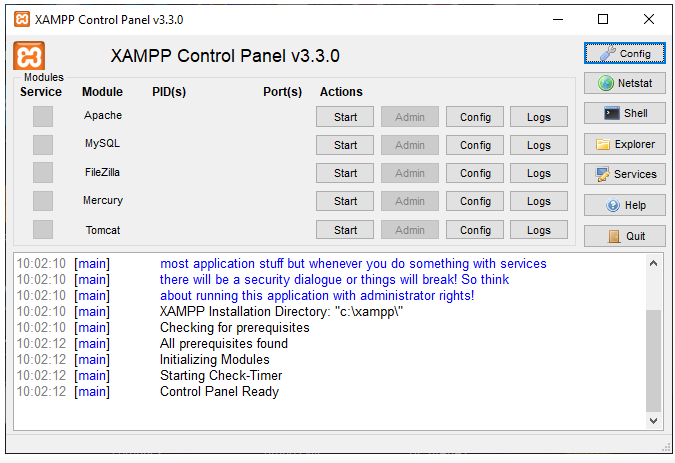 XAMPP Control Panel v3.3.0
XAMPP Control Panel v3.3.0
Config
Modules
Service Module PID(s) Port(s) Actions
Netstat
Apache Start Admin Config Logs
Shell
MySQL Start Admin Config Logs
Explorer
FileZilla Start Admin Config Logs
Services
Mercury Start Admin Config Logs
Help
Tomcat Start Admin Config Logs
Quit
10:02:10 [main] most application stuff but whenever you do something with services
10:02:10 [main] there will be a security dialogue or things will break! So think
10:02:10 [main] about running this application with administrator rights!
10:02:10 [main] XAMPP Installation Directory: "c:\xampp\"
10:02:10 [main] Checking for prerequisites
10:02:12 [main] All prerequisites found
10:02:12 [main] Initializing Modules
10:02:12 [main] Starting Check-Timer
10:02:12 [main] Control Panel Ready